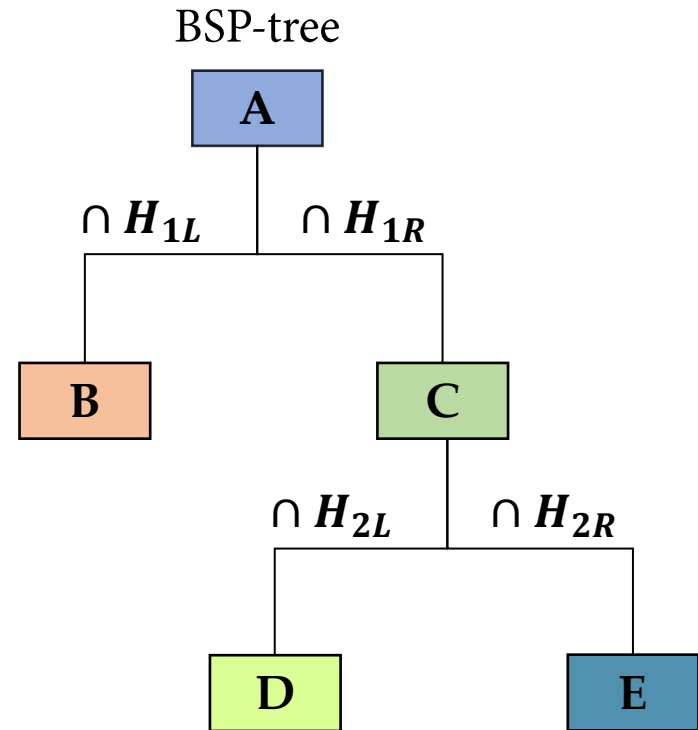 BSP-tree
A
∩ H₁L ∩ H₁R
B C
∩ H₂L ∩ H₂R
D E